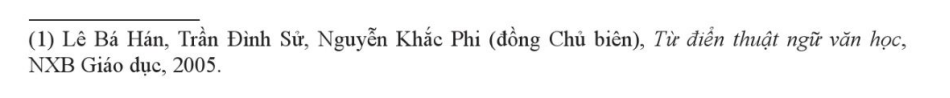 (1) Lê Bá Hán, Trần Đình Sử, Nguyễn Khắc Phi (đồng Chủ biên), Từ điển thuật ngữ văn học,
NXB Giáo dục, 2005.